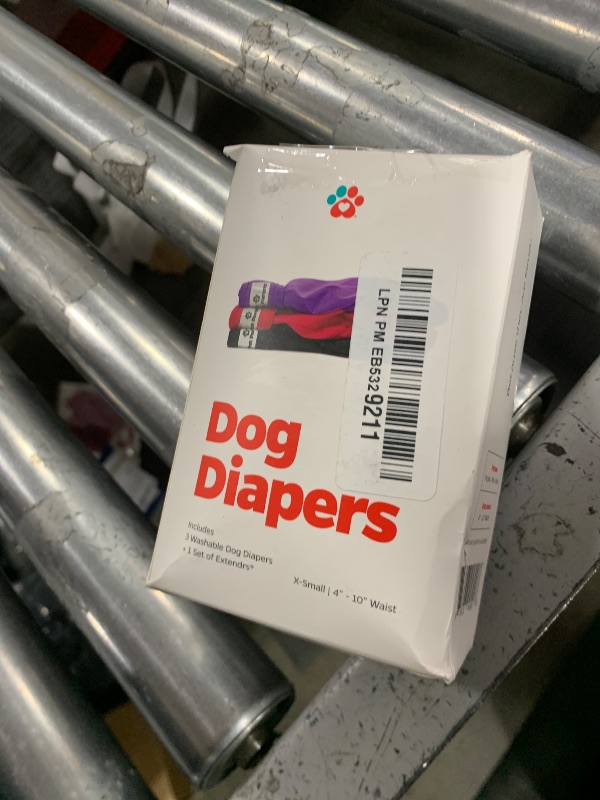 LPN PM EB5329211
Dog
Diapers
Includes
3 Washable Dog Diapers
+ 1 Set of Extendrs®
X-Small | 4" - 10" Waist